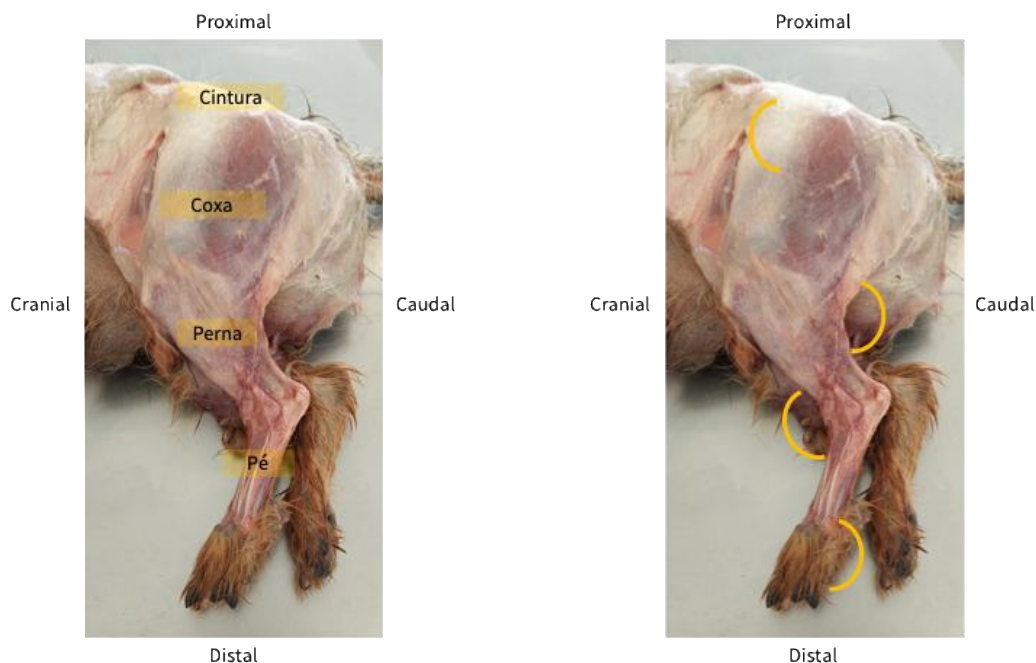 Proximal
Proximal
Cintura
Coxa
Cranial
Caudal
Cranial
Caudal
Perna
Pé
Distal
Distal